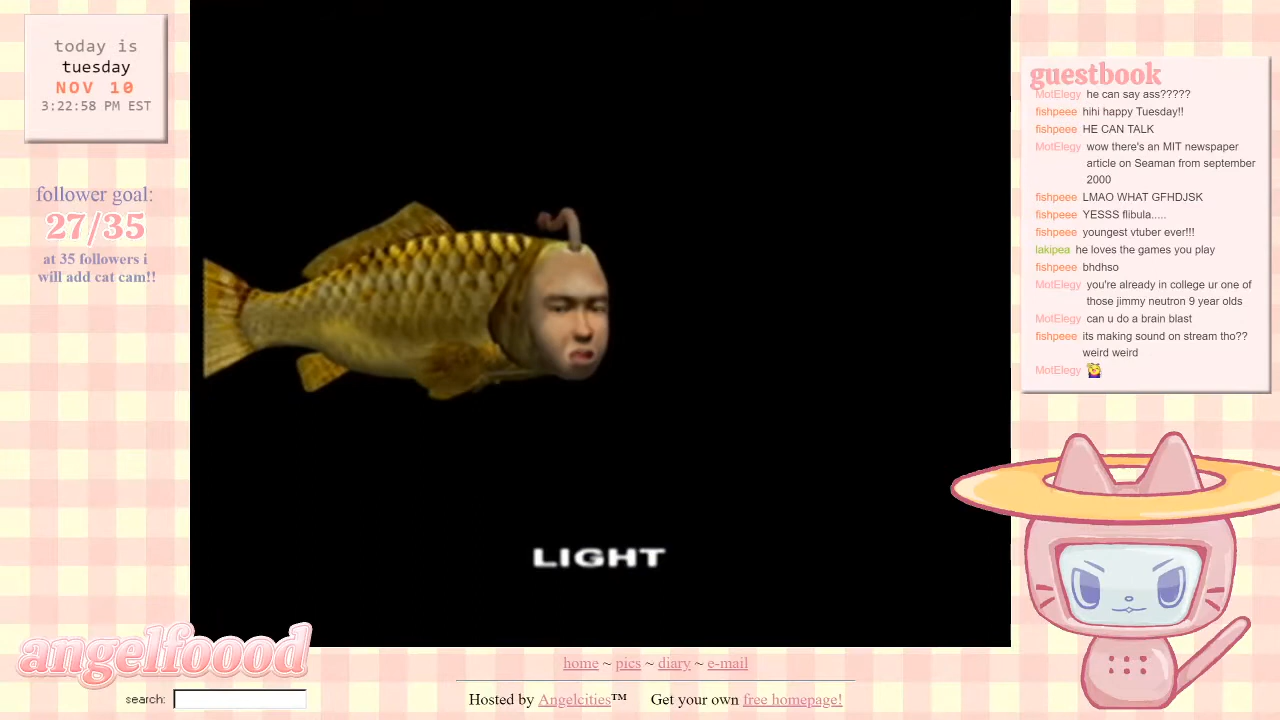 today is
tuesday
NOV 10
3:22:58 PM EST
follower goal:
27/35
at 35 followers i
will add cat cam!!
LIGHT
guestbook
MotElegy he can say ass?????
fishpeee hihi happy Tuesday!!
fishpeee HE CAN TALK
MotElegy wow there's an MIT newspaper
article on Seaman from september
2000
fishpeee LMAO WHAT GFHDJSK
fishpeee YESSS flibula.....
fishpeee youngest vtuber ever!!!
lakipea he loves the games you play
fishpeee bhdhso
MotElegy you're already in college ur one of
those jimmy neutron 9 year olds
MotElegy can u do a brain blast
fishpeee its making sound on stream tho??
weird weird
MotElegy
angelfoood
search:
home ~ pics ~ diary ~ e-mail
Hosted by Angelcities™ Get your own free homepage!